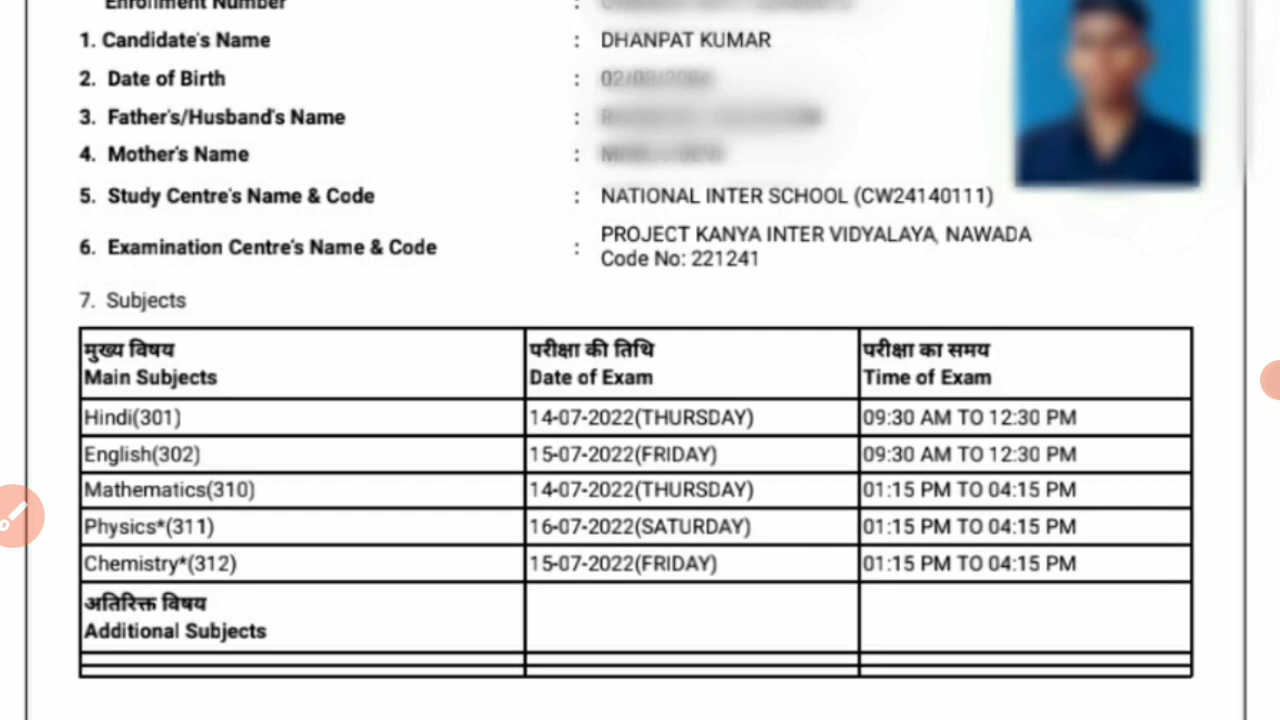 Enrollment Number :
1. Candidate's Name : DHANPAT KUMAR
2. Date of Birth :
3. Father's/Husband's Name :
4. Mother's Name :
5. Study Centre's Name & Code : NATIONAL INTER SCHOOL (CW24140111)
6. Examination Centre's Name & Code : PROJECT KANYA INTER VIDYALAYA, NAWADA
Code No: 221241
7. Subjects
मुख्य विषय परीक्षा की तिथि परीक्षा का समय
Main Subjects Date of Exam Time of Exam
Hindi(301) 14-07-2022(THURSDAY) 09:30 AM TO 12:30 PM
English(302) 15-07-2022(FRIDAY) 09:30 AM TO 12:30 PM
Mathematics(310) 14-07-2022(THURSDAY) 01:15 PM TO 04:15 PM
Physics*(311) 16-07-2022(SATURDAY) 01:15 PM TO 04:15 PM
Chemistry*(312) 15-07-2022(FRIDAY) 01:15 PM TO 04:15 PM
अतिरिक्त विषय
Additional Subjects